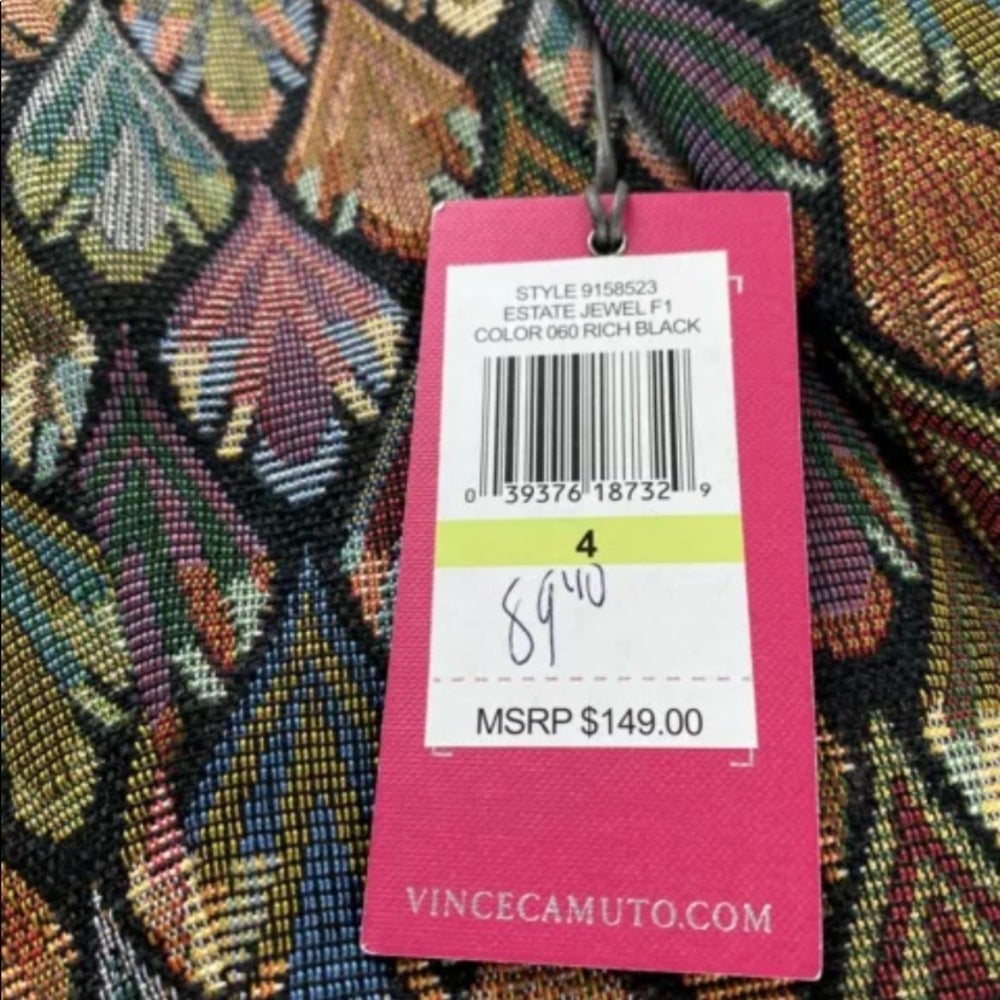 STYLE 9158523
ESTATE JEWEL F1
COLOR 060 RICH BLACK
0 39376 18732 9
4
89.40
MSRP $149.00
VINCECAMUTO.COM